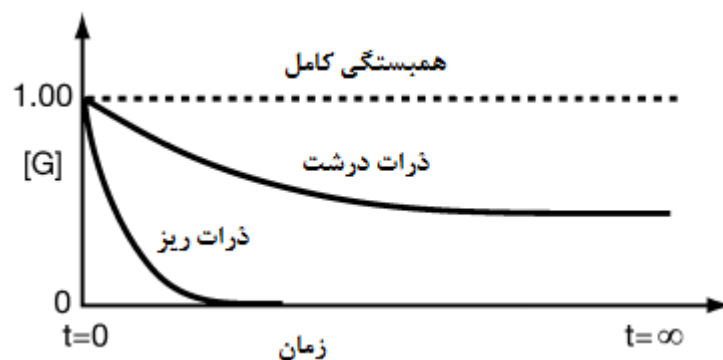 همبستگی کامل
1.00
[G]
ذرات درشت
ذرات ریز
0
t=0
زمان
t=∞